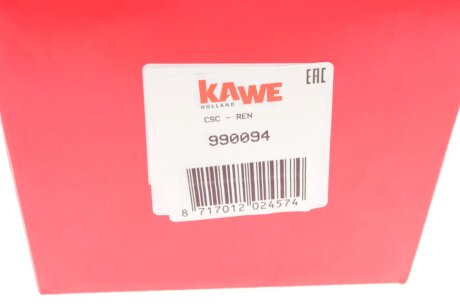 KAWE
HOLLAND
EAC
CSC - REN
990094
8 717012 024574